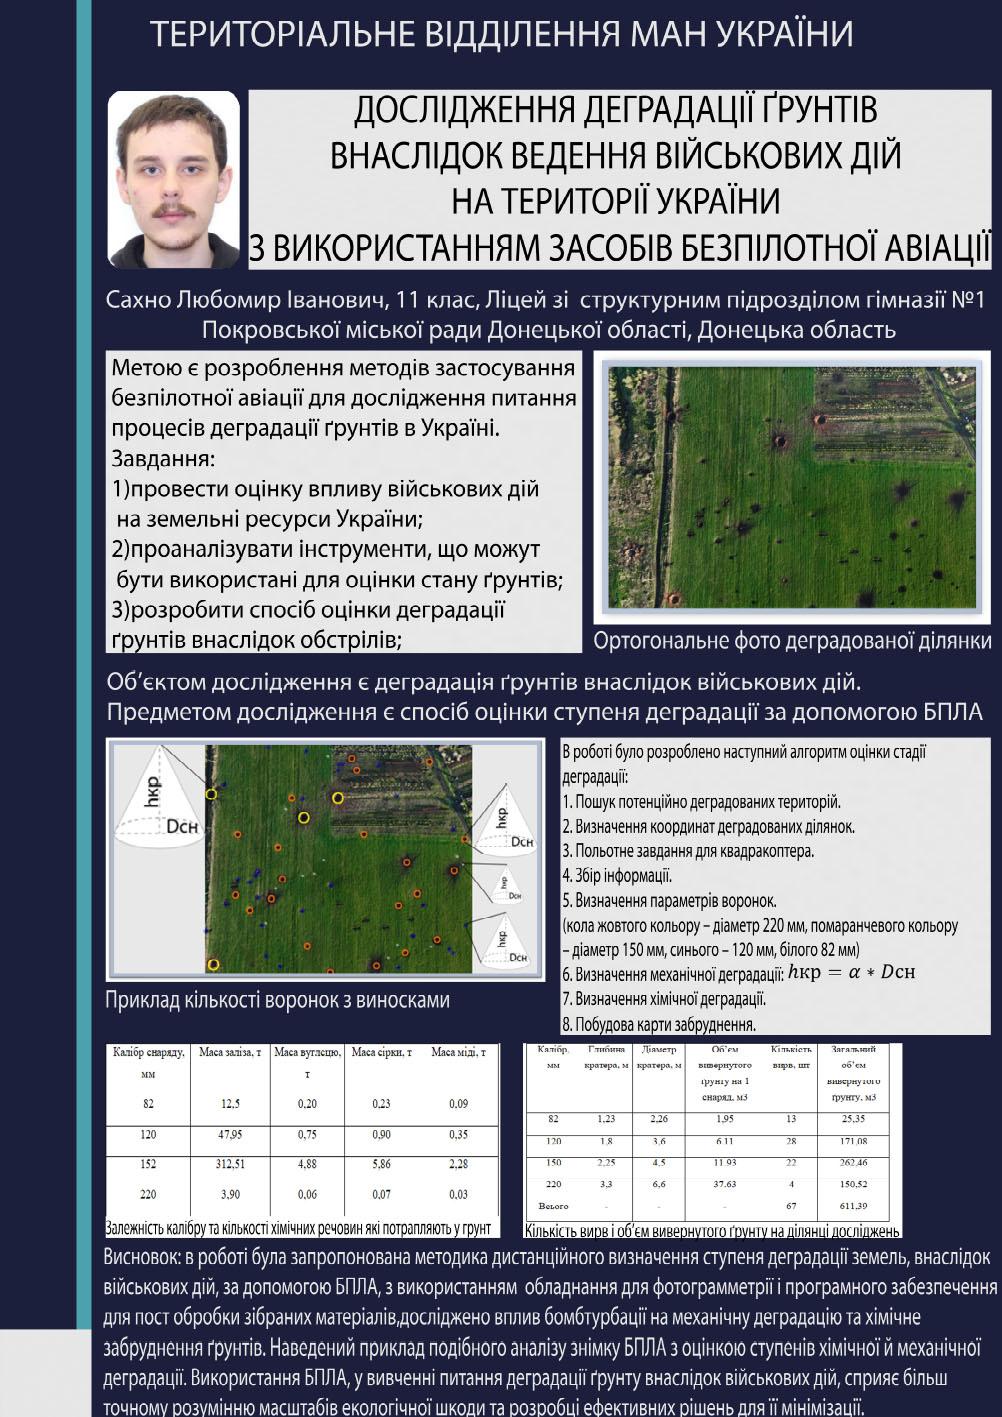 ТЕРИТОРІАЛЬНЕ ВІДДІЛЕННЯ МАН УКРАЇНИ
ДОСЛІДЖЕННЯ ДЕГРАДАЦІЇ ҐРУНТІВ
ВНАСЛІДОК ВЕДЕННЯ ВІЙСЬКОВИХ ДІЙ
НА ТЕРИТОРІЇ УКРАЇНИ
З ВИКОРИСТАННЯМ ЗАСОБІВ БЕЗПІЛОТНОЇ АВІАЦІЇ
Сахно Любомир Іванович, 11 клас, Ліцей зі структурним підрозділом гімназії №1
Покровської міської ради Донецької області, Донецька область
Метою є розроблення методів застосування
безпілотної авіації для дослідження питання
процесів деградації ґрунтів в Україні.
Завдання:
1)провести оцінку впливу військових дій
на земельні ресурси України;
2)проаналізувати інструменти, що можут
бути використані для оцінки стану ґрунтів;
3)розробити спосіб оцінки деградації
ґрунтів внаслідок обстрілів;
Ортогональне фото деградованої ділянки
Об’єктом дослідження є деградація ґрунтів внаслідок військових дій.
Предметом дослідження є спосіб оцінки ступеня деградації за допомогою БПЛА
hкр
Dсн
hкр
Dсн
hкр
Dсн
hкр
Dсн
Приклад кількості воронок з виносками
В роботі було розроблено наступний алгоритм оцінки стадії
деградації:
1. Пошук потенційно деградованих територій.
2. Визначення координат деградованих ділянок.
3. Польотне завдання для квадракоптера.
4. Збір інформації.
5. Визначення параметрів воронок.
(кола жовтого кольору – діаметр 220 мм, помаранчевого кольору
– діаметр 150 мм, синього – 120 мм, білого 82 мм)
6. Визначення механічної деградації: hкр = α * Dсн
7. Визначення хімічної деградації.
8. Побудова карти забруднення.
Калібр снаряду, мм Маса заліза, т Маса вуглецю, т Маса сірки, т Маса міді, т
82 12,5 0,20 0,23 0,09
120 47,95 0,75 0,90 0,35
152 312,51 4,88 5,86 2,28
220 3,90 0,06 0,07 0,03
Залежність калібру та кількості хімічних речовин які потрапляють у грунт
Калібр, мм Глибина кратера, м Діаметр кратера, м Об’єм вивернутого ґрунту на 1 снаряд, м3 Кількість вирв, шт Загальний об’єм вивернутого ґрунту, м3
82 1,23 2,26 1,95 13 25,35
120 1,8 3,6 6,11 28 171,08
150 2,25 4,5 11,93 22 262,46
220 3,3 6,6 37,63 4 150,52
Всього - - - 67 611,39
Кількість вирв і об’єм вивернутого ґрунту на ділянці досліджень
Висновок: в роботі була запропонована методика дистанційного визначення ступеня деградації земель, внаслідок
військових дій, за допомогою БПЛА, з використанням обладнання для фотограмметрії і програмного забезпечення
для пост обробки зібраних матеріалів,досліджено вплив бомбтурбації на механічну деградацію та хімічне
забруднення ґрунтів. Наведений приклад подібного аналізу знімку БПЛА з оцінкою ступенів хімічної й механічної
деградації. Використання БПЛА, у вивченні питання деградації ґрунту внаслідок військових дій, сприяє більш
точному розумінню масштабів екологічної шкоди та розробці ефективних рішень для її мінімізації.